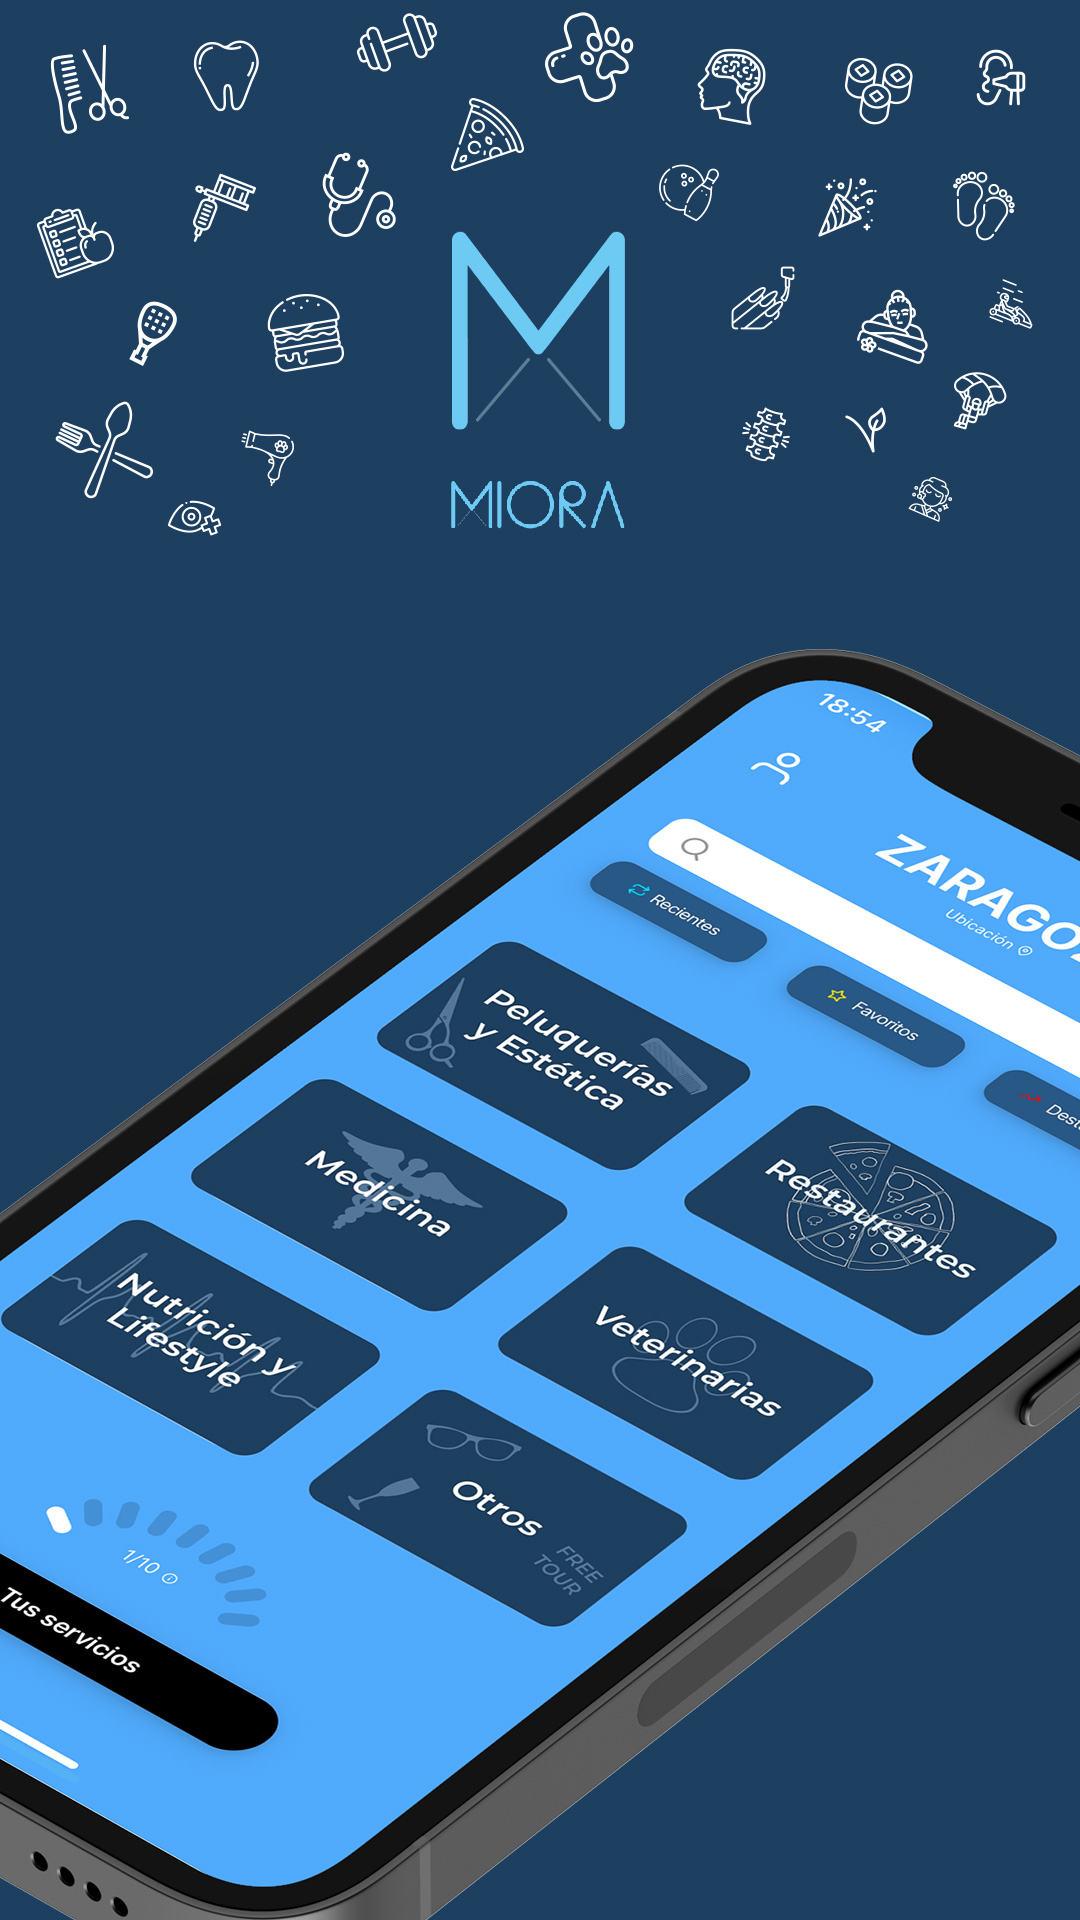 MIORA
18:54
ZARAGOZ
Ubicación
Recientes
Favoritos
Peluquerías
y Estética
Medicina
Restaurantes
Nutrición y
Lifestyle
Veterinarias
Otros
FREE
TOUR
1/10
Tus servicios